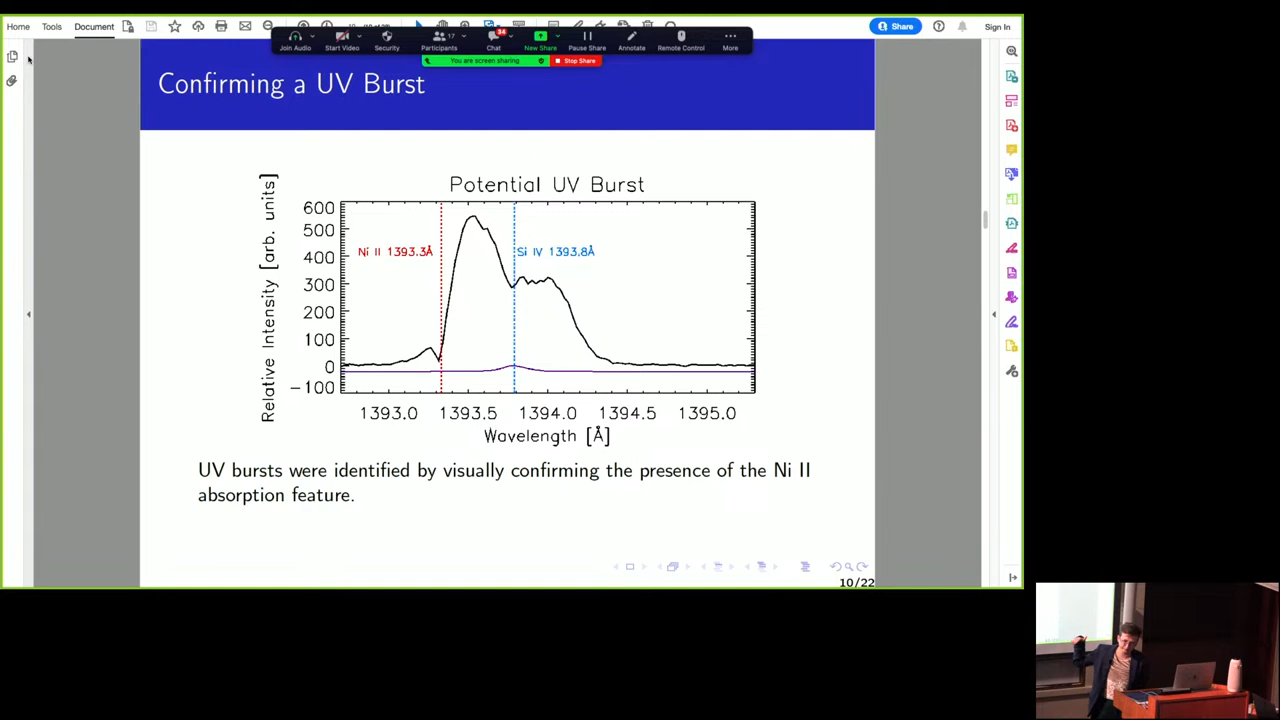 Home Tools Document
Share
Sign In
Join Audio Start Video Security Participants 17 Chat 34 New Share Pause Share Annotate Remote Control More
You are screen sharing Stop Share
Confirming a UV Burst
Potential UV Burst
Relative Intensity [arb. units]
600
500
400
300
200
100
0
−100
Ni II 1393.3Å
Si IV 1393.8Å
1393.0 1393.5 1394.0 1394.5 1395.0
Wavelength [Å]
UV bursts were identified by visually confirming the presence of the Ni II
absorption feature.
10/22